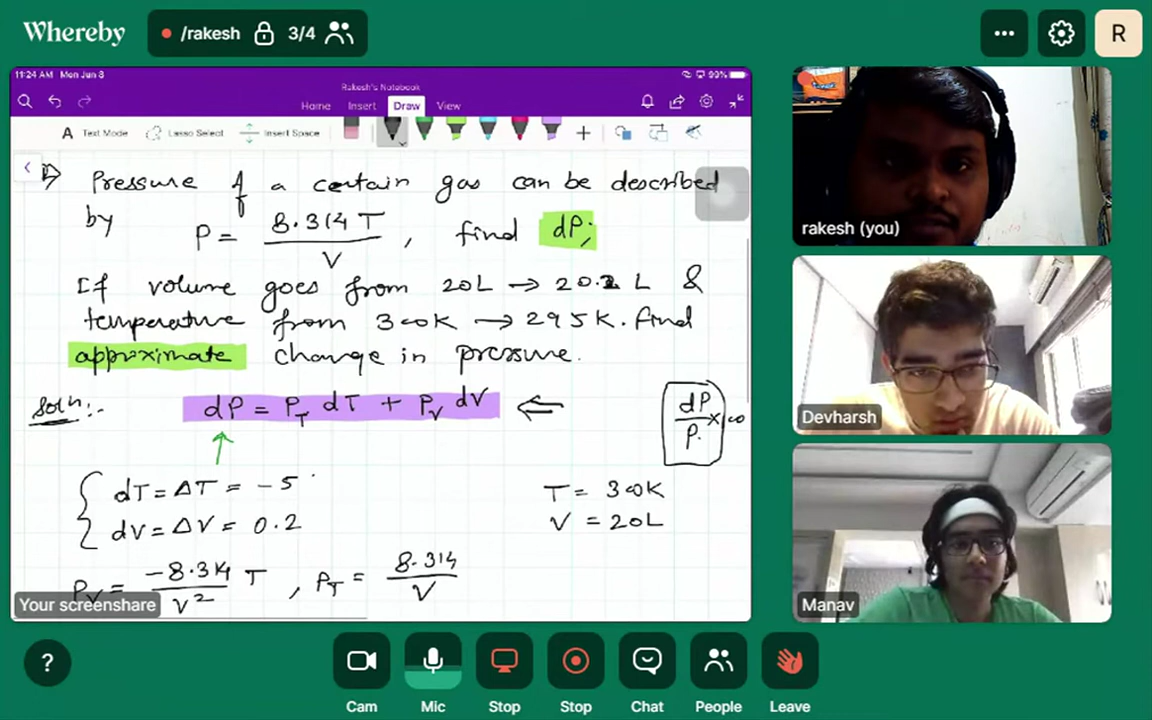 Whereby
/rakesh 3/4
R
11:24 AM Mon Jun 8
99%
Rakesh's Notebook
Home Insert Draw View
A Text Mode Lasso Select Insert Space
Pressure of a certain gas can be described
by P = 8.314 T / V , find dP;
If volume goes from 20L → 20.2 L &
temperature from 300K → 295K. Find
approximate change in pressure.
Soln:- dP = P_T dT + P_V dV ⇐
dP/P × 100
{ dT = ΔT = -5
dV = ΔV = 0.2
T = 300K
V = 20L
P_V = -8.314 T / V² , P_T = 8.314 / V
Your screenshare
rakesh (you)
Devharsh
Manav
?
Cam Mic Stop Stop Chat People Leave